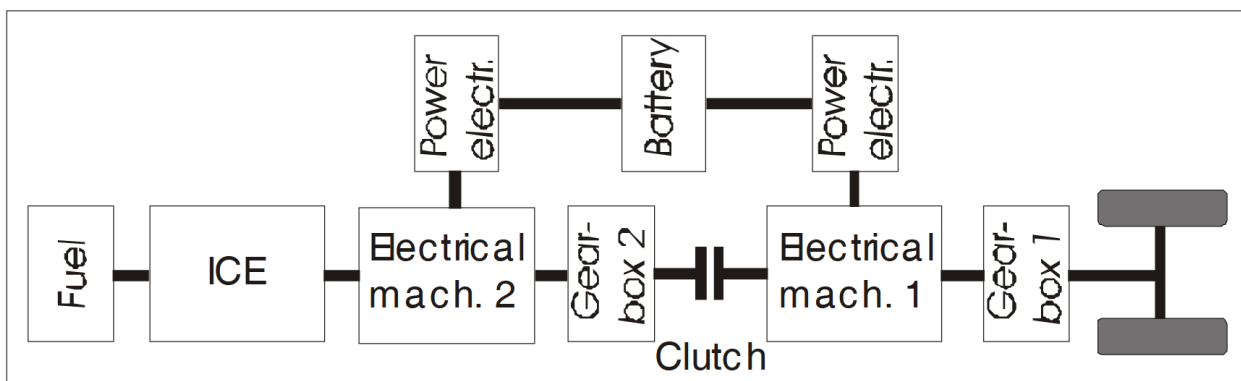 Power
electr.
Battery
Power
electr.
Fuel
ICE
Electrical
mach. 2
Gear-
box 2
Clutch
Electrical
mach. 1
Gear-
box 1